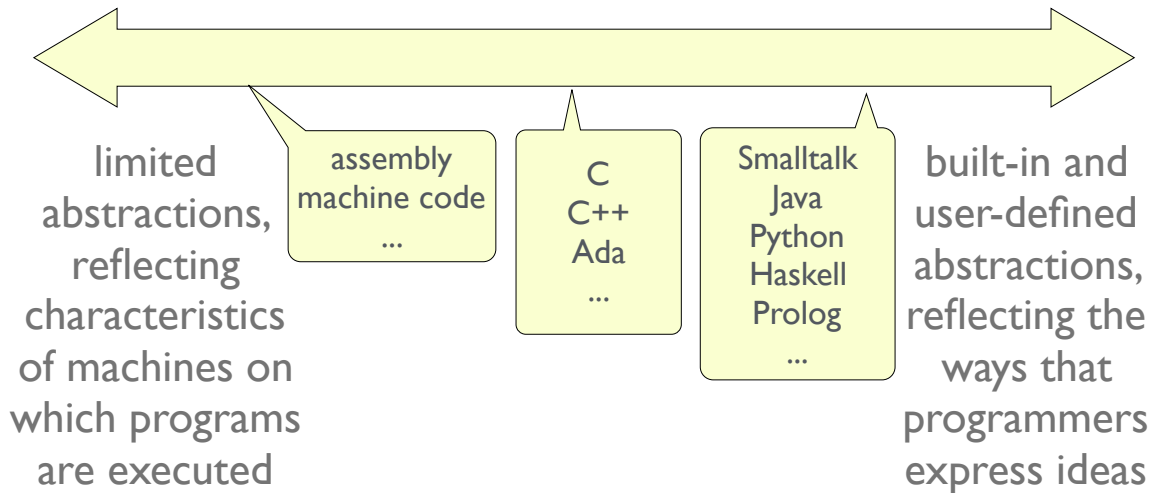 limited
abstractions,
reflecting
characteristics
of machines on
which programs
are executed
assembly
machine code
...
C
C++
Ada
...
Smalltalk
Java
Python
Haskell
Prolog
...
built-in and
user-defined
abstractions,
reflecting the
ways that
programmers
express ideas